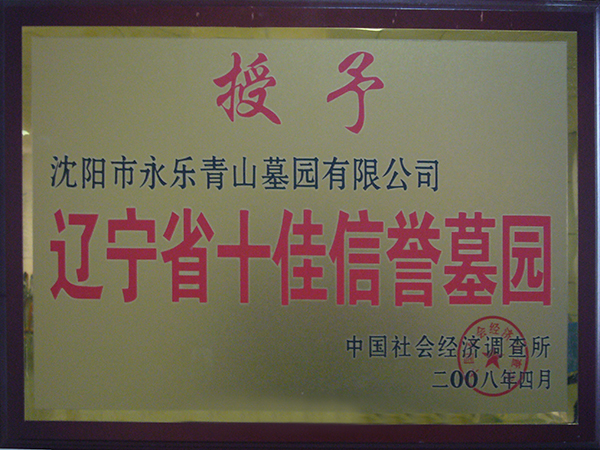 授予
沈阳市永乐青山墓园有限公司
辽宁省十佳信誉墓园
中国社会经济调查所
二00八年四月